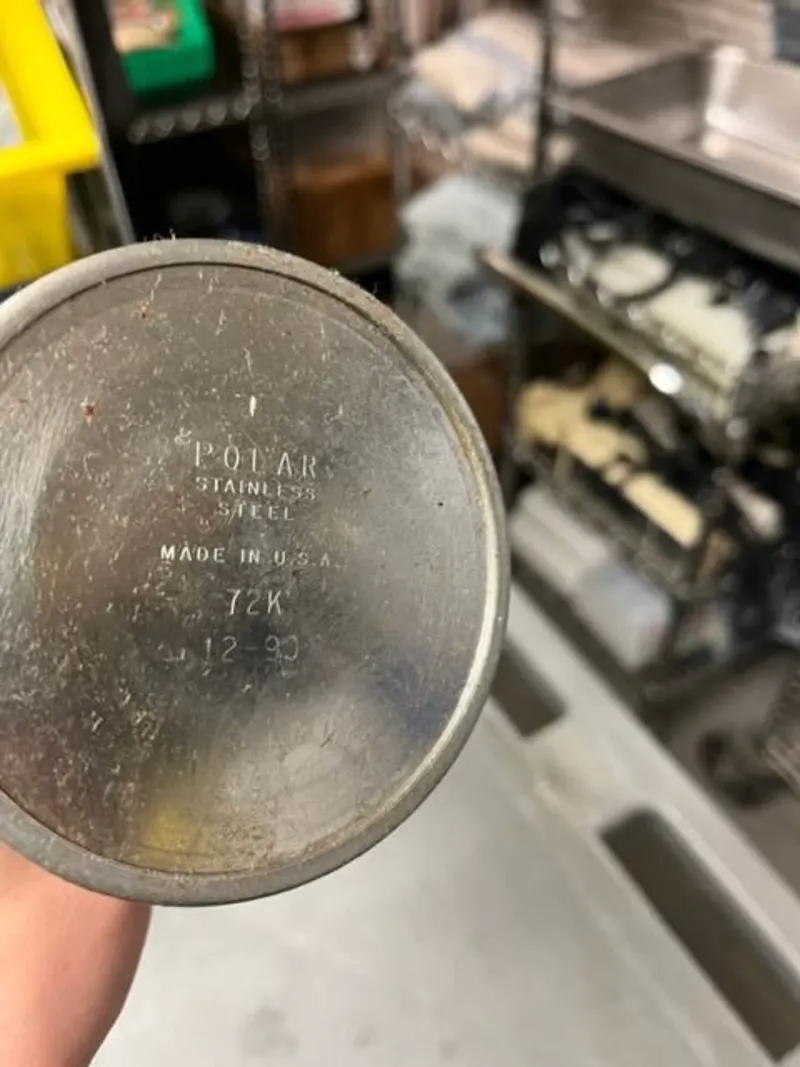 POLAR
STAINLESS
STEEL
MADE IN U.S.A.
72K
12-90